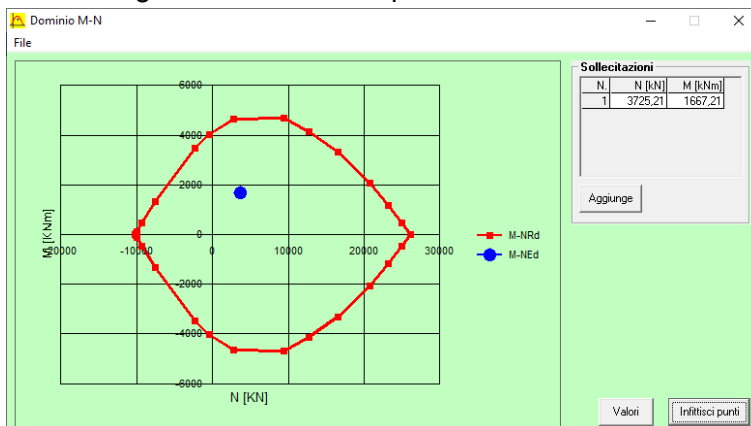 Dominio M-N
File
Sollecitazioni
N. N [kN] M [kNm]
1 3725,21 1667,21
Aggiunge
6000
4000
2000
0
-2000
-4000
-6000
M [KNm]
-20000 -10000 0 10000 20000 30000
N [KN]
M-NRd
M-NEd
Valori
Infittisci punti